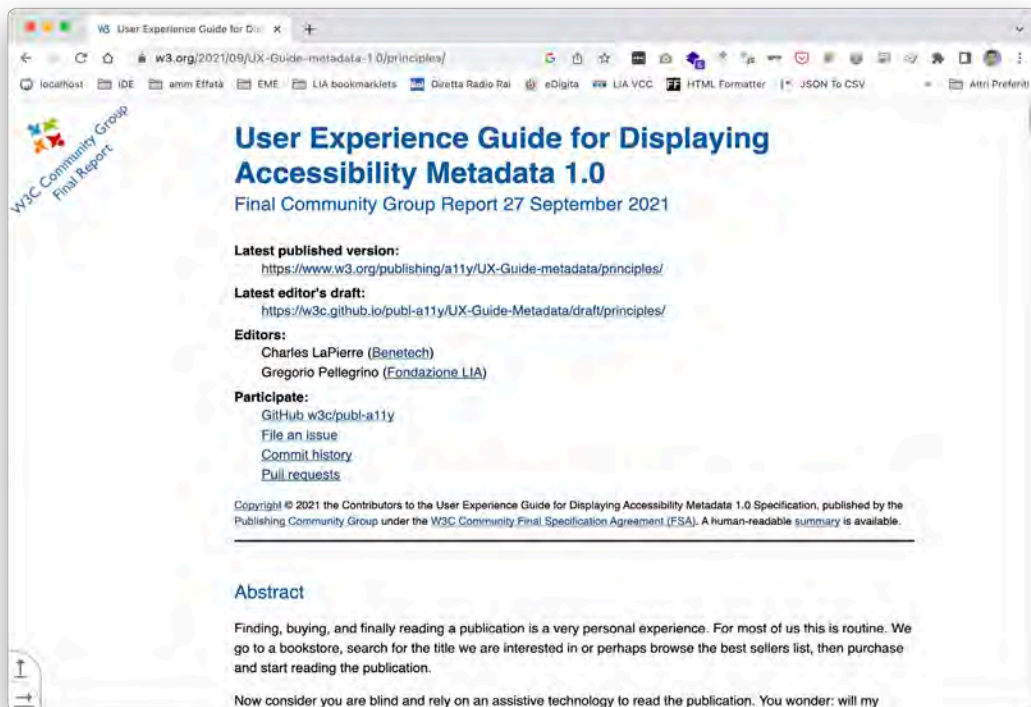 W3 User Experience Guide for Di
w3.org/2021/09/UX-Guide-metadata-1.0/principles/
localhost IDE amm Effatà EME LIA bookmarklets Diretta Radio Rai eDigita LIA VCC HTML Formatter JSON To CSV » Altri Preferiti
W3C Community Group
Final Report
User Experience Guide for Displaying
Accessibility Metadata 1.0
Final Community Group Report 27 September 2021
Latest published version:
https://www.w3.org/publishing/a11y/UX-Guide-metadata/principles/
Latest editor's draft:
https://w3c.github.io/publ-a11y/UX-Guide-Metadata/draft/principles/
Editors:
Charles LaPierre (Benetech)
Gregorio Pellegrino (Fondazione LIA)
Participate:
GitHub w3c/publ-a11y
File an issue
Commit history
Pull requests
Copyright © 2021 the Contributors to the User Experience Guide for Displaying Accessibility Metadata 1.0 Specification, published by the
Publishing Community Group under the W3C Community Final Specification Agreement (FSA). A human-readable summary is available.
Abstract
Finding, buying, and finally reading a publication is a very personal experience. For most of us this is routine. We
go to a bookstore, search for the title we are interested in or perhaps browse the best sellers list, then purchase
and start reading the publication.
Now consider you are blind and rely on an assistive technology to read the publication. You wonder: will my